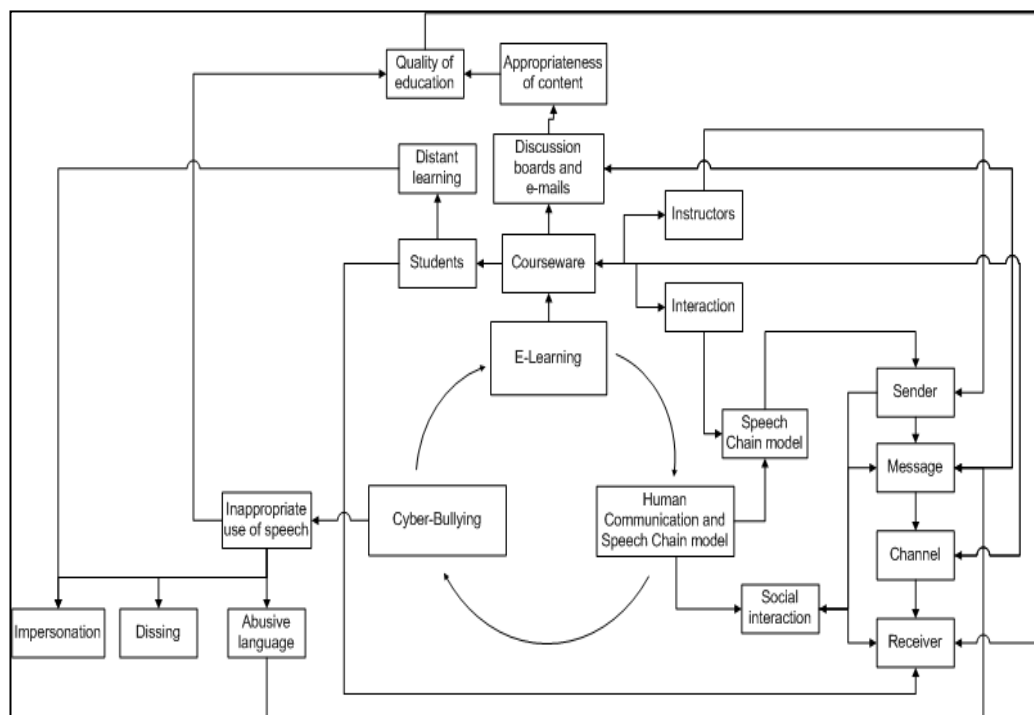 Quality of
education
Appropriateness
of content
Discussion
boards and
e-mails
Distant
learning
Instructors
Students
Courseware
Interaction
E-Learning
Sender
Speech
Chain model
Message
Inappropriate
use of speech
Cyber-Bullying
Human
Communication and
Speech Chain model
Channel
Social
interaction
Impersonation
Dissing
Abusive
language
Receiver